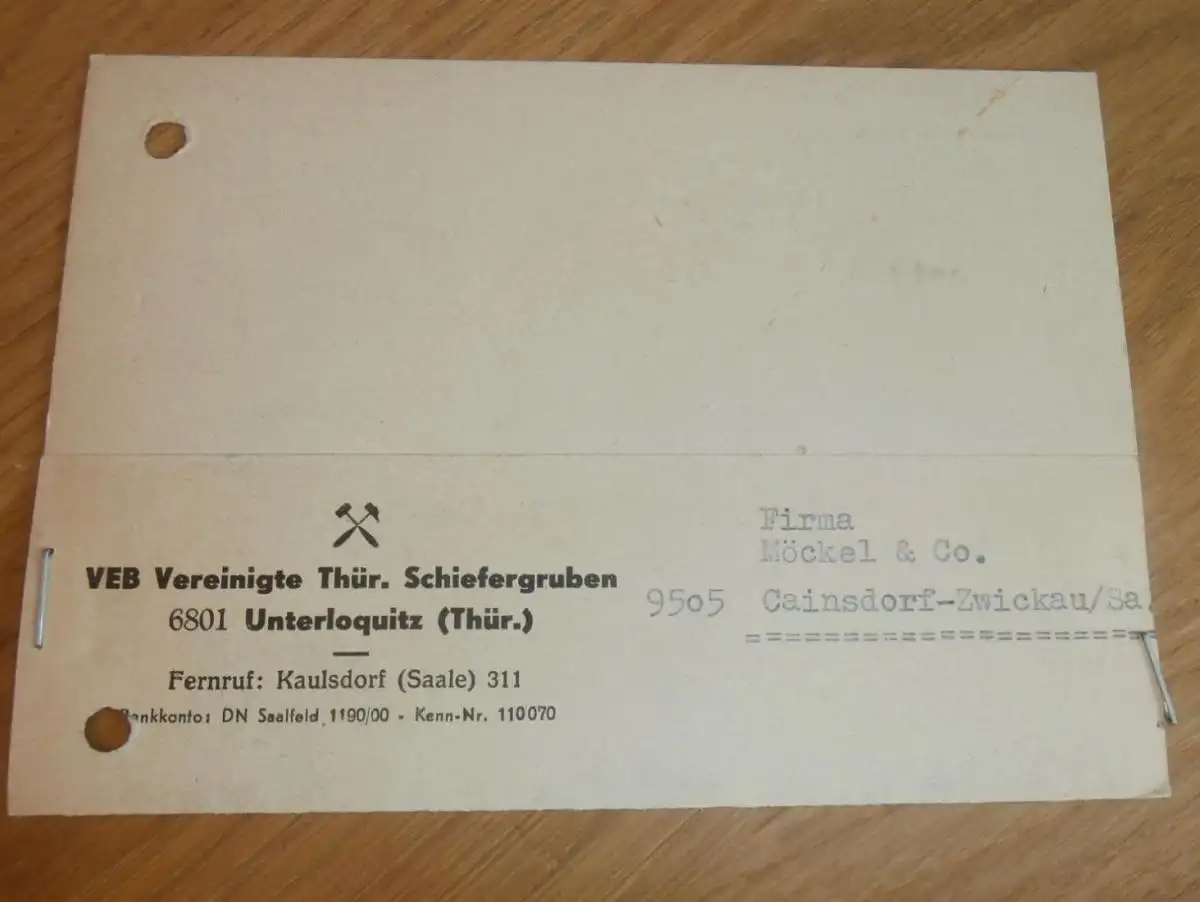 VEB Vereinigte Thür. Schiefergruben
6801 Unterloquitz (Thür.)
Fernruf: Kaulsdorf (Saale) 311
Bankkonto: DN Saalfeld 1190/00 - Kenn-Nr. 110070
Firma
Möckel & Co.
9505 Cainsdorf-Zwickau/Sa.